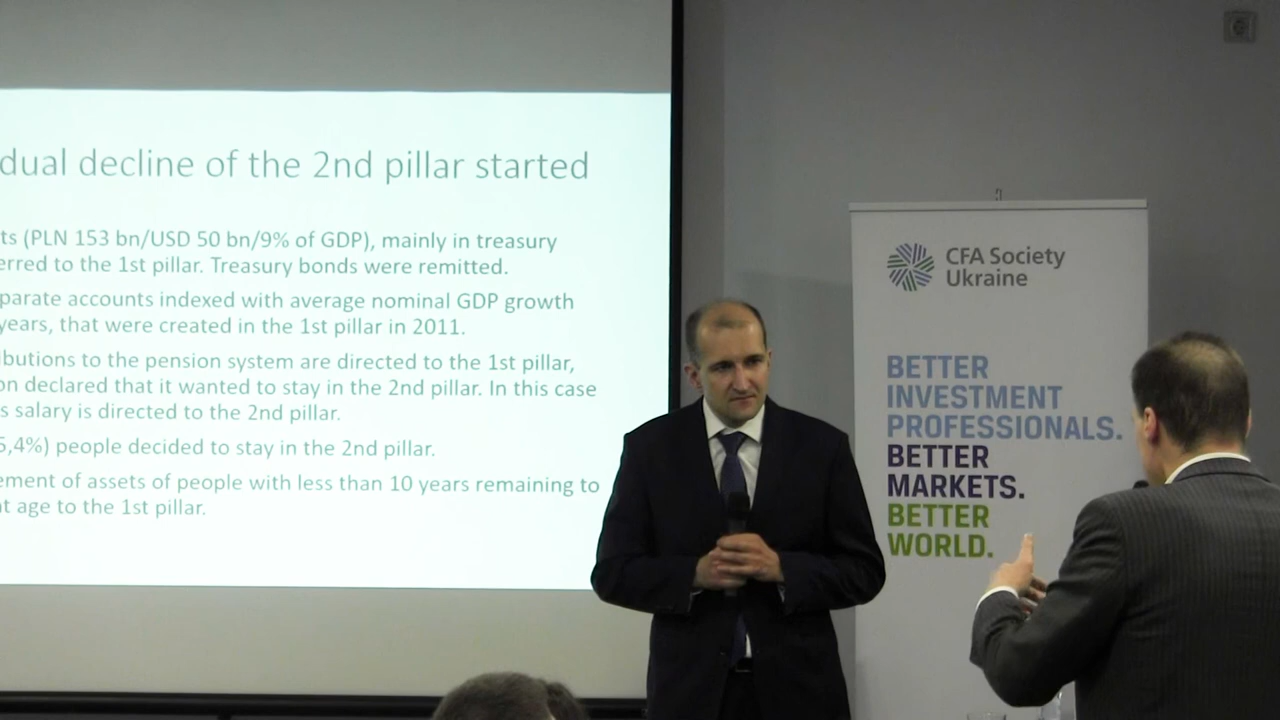 dual decline of the 2nd pillar started
ts (PLN 153 bn/USD 50 bn/9% of GDP), mainly in treasury
erred to the 1st pillar. Treasury bonds were remitted.
parate accounts indexed with average nominal GDP growth
years, that were created in the 1st pillar in 2011.
ibutions to the pension system are directed to the 1st pillar,
on declared that it wanted to stay in the 2nd pillar. In this case
s salary is directed to the 2nd pillar.
5,4%) people decided to stay in the 2nd pillar.
ement of assets of people with less than 10 years remaining to
t age to the 1st pillar.
CFA Society
Ukraine
BETTER
INVESTMENT
PROFESSIONALS.
BETTER
MARKETS.
BETTER
WORLD.